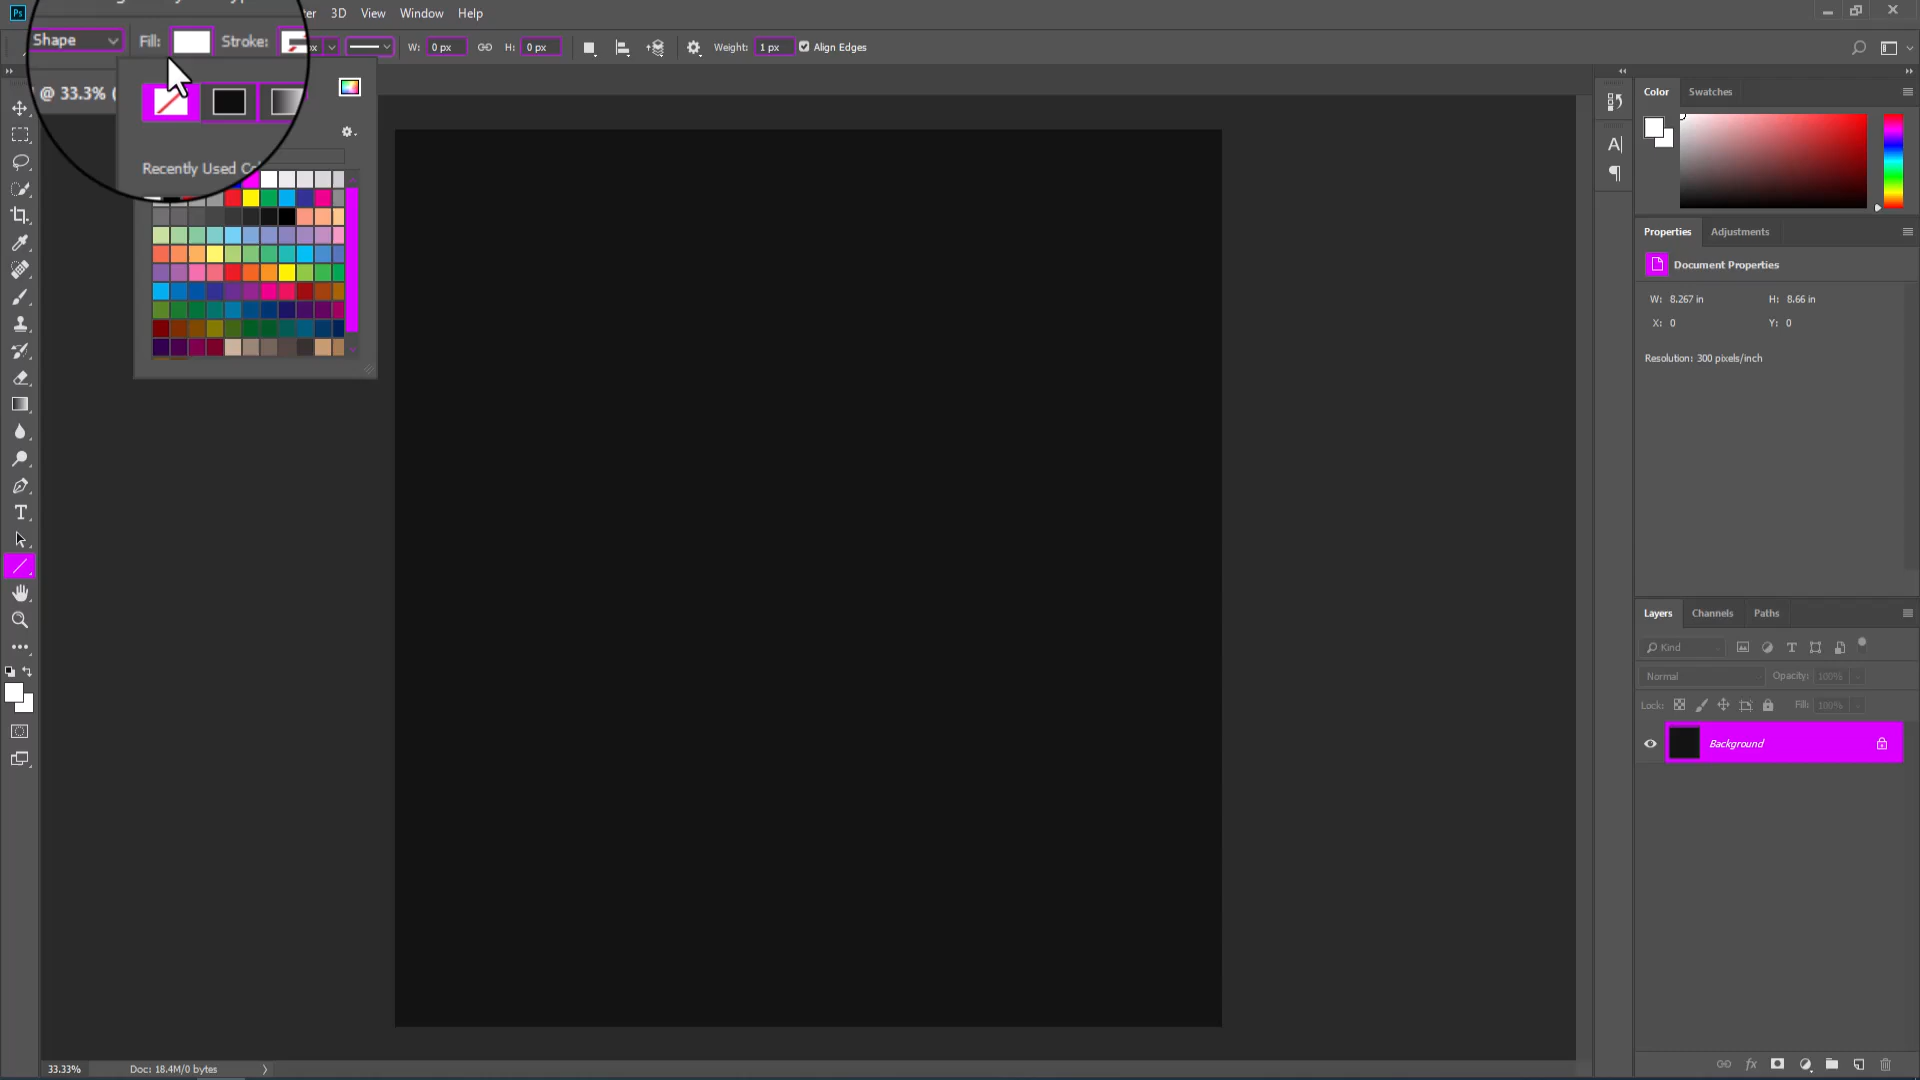 Ps
3D View Window Help
Shape Fill: Stroke: W: 0 px H: 0 px Weight: 1 px Align Edges
@ 33.3% (
Recently Used
Color Swatches
A|
Properties Adjustments
Document Properties
W: 8.267 in H: 8.66 in
X: 0 Y: 0
Resolution: 300 pixels/inch
T
Layers Channels Paths
Kind T
Normal Opacity: 100%
Lock: Fill: 100%
Background
fx
33.33% Doc: 18.4M/0 bytes